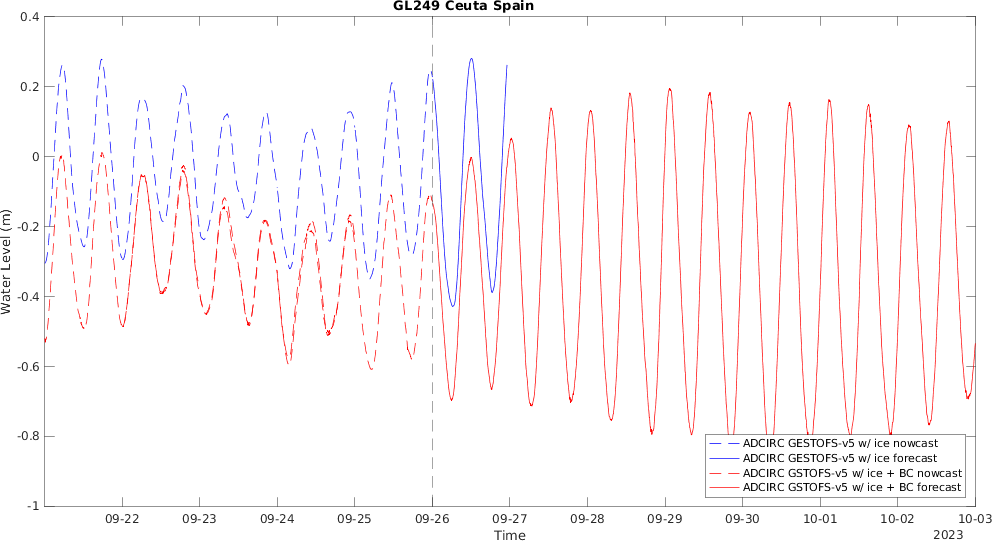 GL249 Ceuta Spain
Water Level (m)
0.4
0.2
0
-0.2
-0.4
-0.6
-0.8
-1
ADCIRC GESTOFS-v5 w/ ice nowcast
ADCIRC GESTOFS-v5 w/ ice forecast
ADCIRC GSTOFS-v5 w/ ice + BC nowcast
ADCIRC GSTOFS-v5 w/ ice + BC forecast
09-22 09-23 09-24 09-25 09-26 09-27 09-28 09-29 09-30 10-01 10-02 10-03
Time
2023